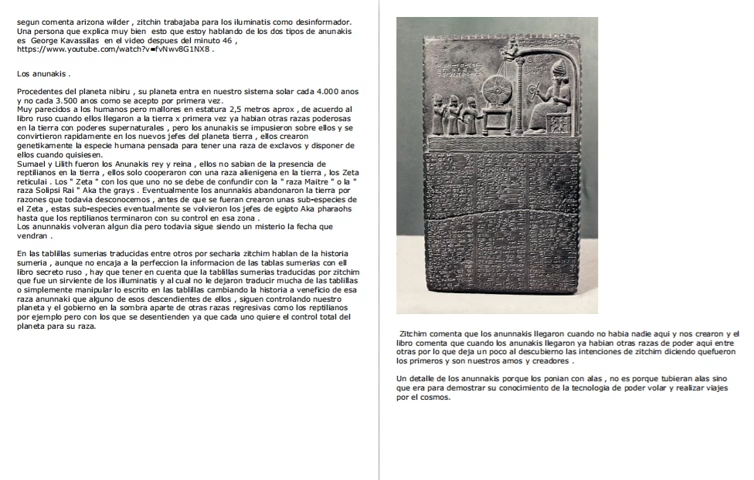 segun comenta arizona wilder , zitchin trabajaba para los iluminatis como desinformador.
Una persona que explica muy bien esto que estoy hablando de los dos tipos de anunakis
es George Kavassilas en el video despues del minuto 46 ,
https://www.youtube.com/watch?v=fvNwv8G1NX8 .
Los anunakis .
Procedentes del planeta nibiru , su planeta entra en nuestro sistema solar cada 4.000 anos
y no cada 3.500 anos como se acepto por primera vez.
Muy parecidos a los humanos pero mallores en estatura 2,5 metros aprox , de acuerdo al
libro ruso cuando ellos llegaron a la tierra x primera vez ya habian otras razas poderosas
en la tierra con poderes supernaturales , pero los anunakis se impusieron sobre ellos y se
convirtieron rapidamente en los nuevos jefes del planeta tierra , ellos crearon
genetikamente la especie humana pensada para tener una raza de exclavos y disponer de
ellos cuando quisiesen.
Sumael y Lilith fueron los Anunakis rey y reina , ellos no sabian de la presencia de
reptilianos en la tierra , ellos solo cooperaron con una raza alienigena en la tierra , los Zeta
reticulai . Los " Zeta " con los que uno no se debe de confundir con la " raza Maitre " o la "
raza Solipsi Rai " Aka the grays . Eventualmente los anunnakis abandonaron la tierra por
razones que todavia desconocemos , antes de que se fueran crearon unas sub-especies de
el Zeta , estas sub-especies eventualmente se volvieron los jefes de egipto Aka pharaohs
hasta que los reptilianos terminaron con su control en esa zona .
Los anunnakis volveran algun dia pero todavia sigue siendo un misterio la fecha que
vendran .
En las tablillas sumerias traducidas entre otros por secharia zitchim hablan de la historia
sumeria , aunque no encaja a la perfeccion la informacion de las tablas sumerias con ell
libro secreto ruso , hay que tener en cuenta que la tablillas sumerias traducidas por zitchim
que fue un sirviente de los illuminatis y al cual no le dejaron traducir mucha de las tablillas
o simplemente manipular lo escrito en las tablillas cambiando la historia a veneficio de esa
raza anunnaki que alguno de esos descendientes de ellos , siguen controlando nuestro
planeta y el gobierno en la sombra aparte de otras razas regresivas como los reptilianos
por ejemplo pero con los que se desentienden ya que cada uno quiere el control total del
planeta para su raza.
Zitchim comenta que los anunnakis llegaron cuando no habia nadie aqui y nos crearon y el
libro comenta que cuando los anunakis llegaron ya habian otras razas de poder aqui entre
otras por lo que deja un poco al descubierno las intenciones de zitchim diciendo quefueron
los primeros y son nuestros amos y creadores .
Un detalle de los anunnakis porque los ponian con alas , no es porque tubieran alas sino
que era para demostrar su conocimiento de la tecnologia de poder volar y realizar viajes
por el cosmos.